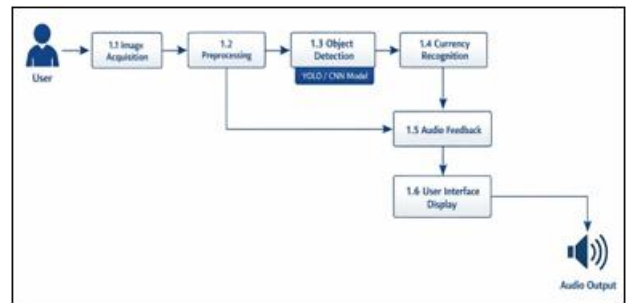 User
1.1 Image
Acquisition
1.2
Preprocessing
1.3 Object
Detection
YOLO / CNN Model
1.4 Currency
Recognition
1.5 Audio Feedback
1.6 User Interface
Display
Audio Output